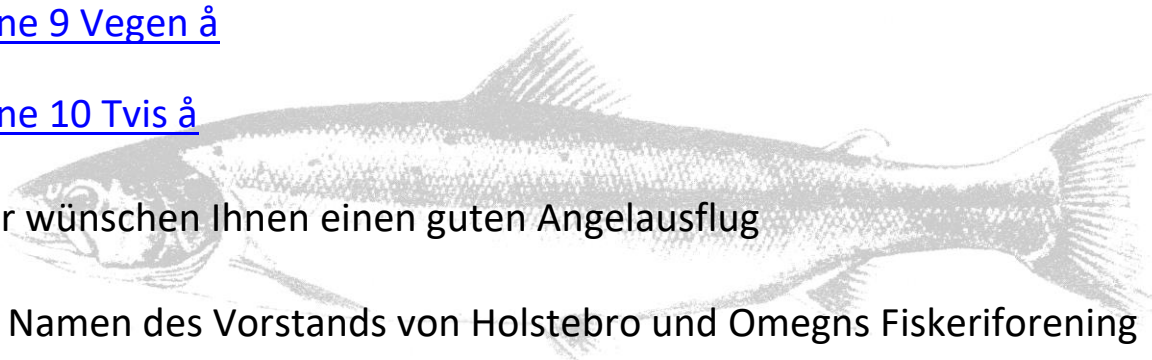 ne 9 Vegen å
ne 10 Tvis å
r wünschen Ihnen einen guten Angelausflug
Namen des Vorstands von Holstebro und Omegns Fiskeriforening